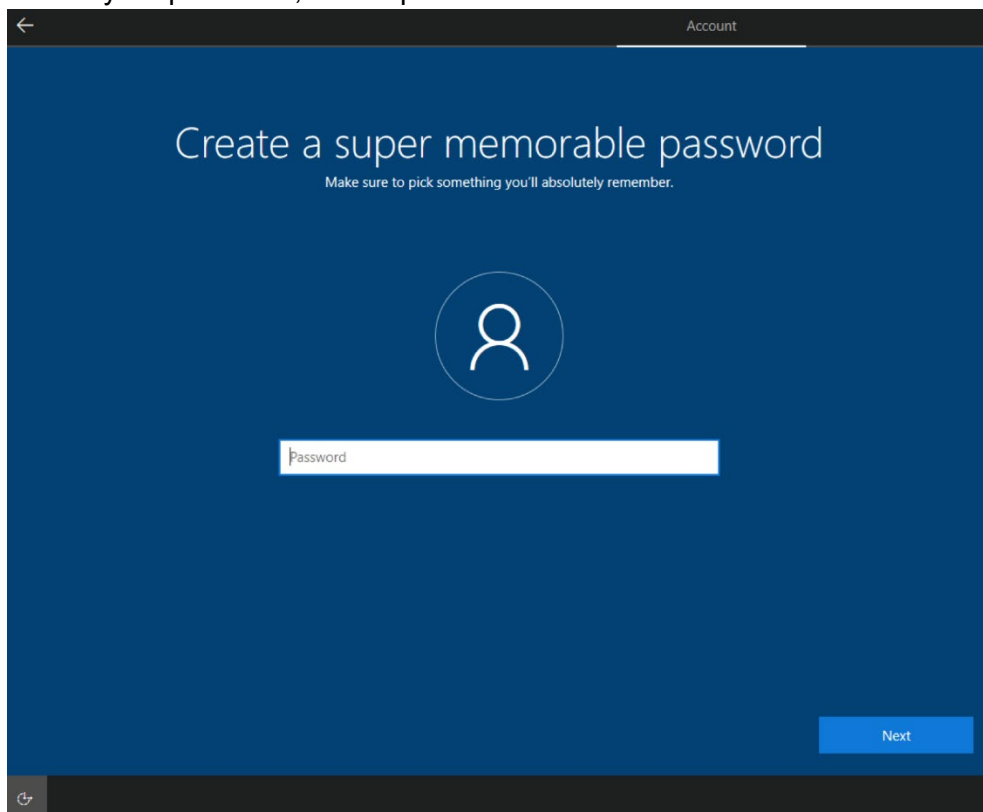 Account
Create a super memorable password
Make sure to pick something you'll absolutely remember.
Password
Next